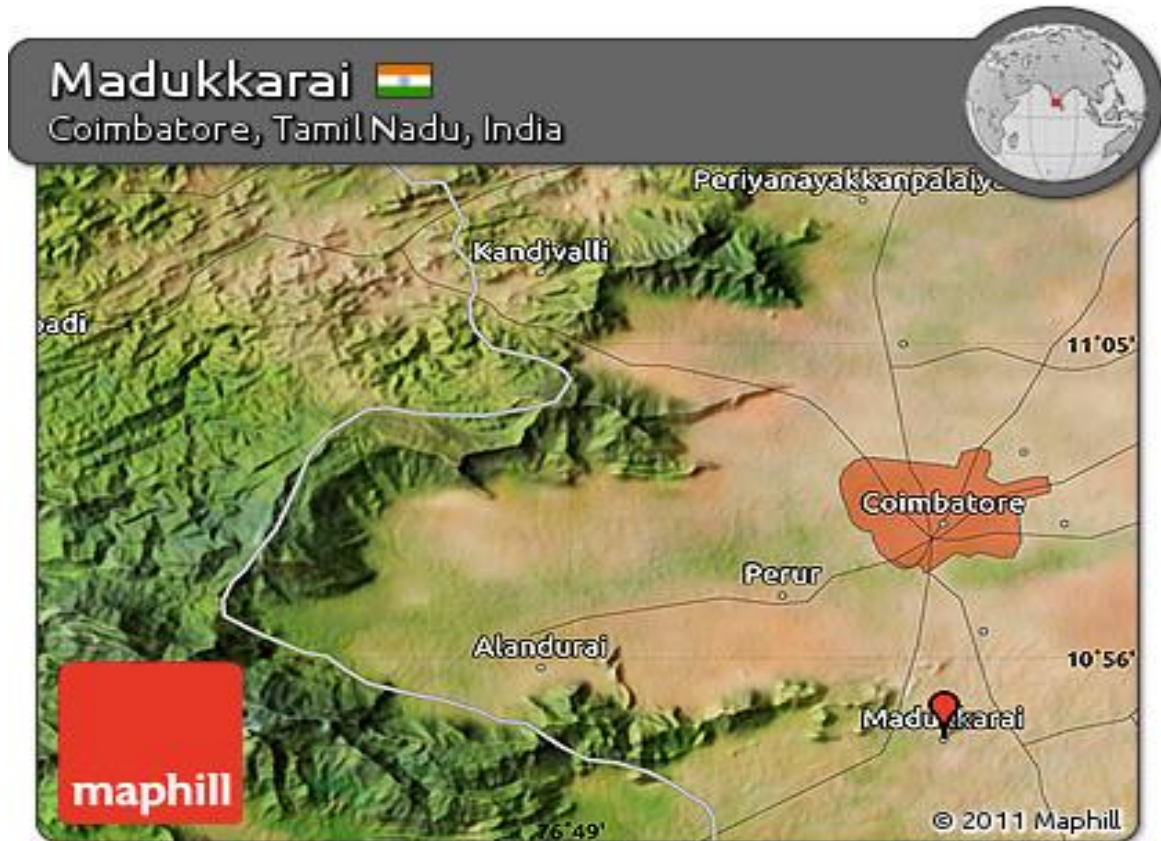 Madukkarai
Coimbatore, Tamil Nadu, India
Kandivalli
11°05'
Coimbatore
Perur
Alandurai
10°56'
Madukkarai
maphill
76°49'
© 2011 Maphill